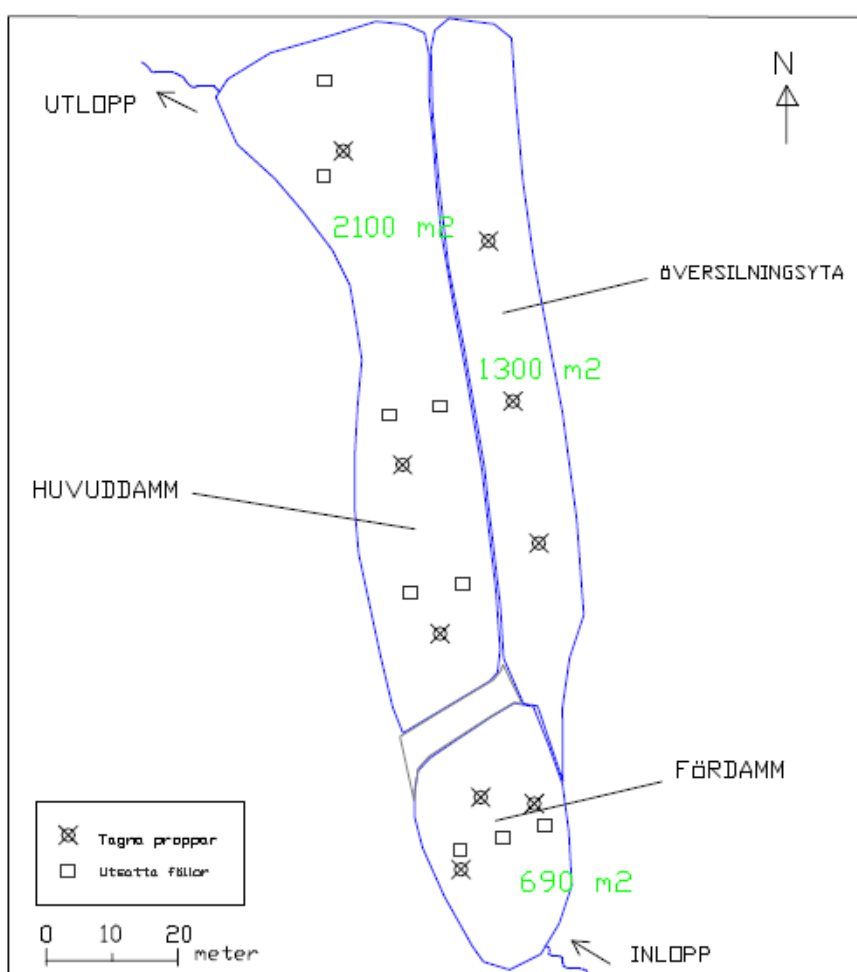 N
UTLOPP
2100 m2
ÖVERSILNINGSYTA
1300 m2
HUVUDDAMM
FÖRDAMM
Tagna proppar
Utsatta fällor
690 m2
0 10 20
meter
INLOPP